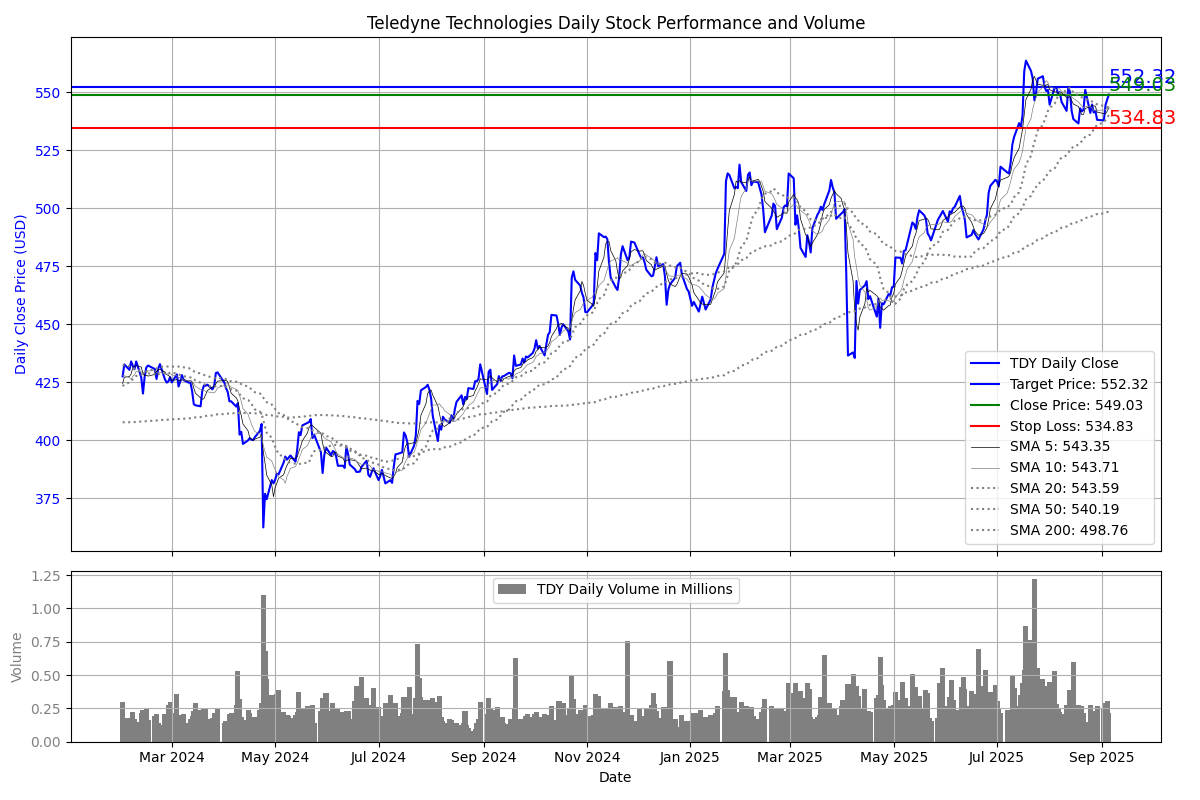 Teledyne Technologies Daily Stock Performance and Volume
Daily Close Price (USD)
550
525
500
475
450
425
400
375
552.32
549.03
534.83
TDY Daily Close
Target Price: 552.32
Close Price: 549.03
Stop Loss: 534.83
SMA 5: 543.35
SMA 10: 543.71
SMA 20: 543.59
SMA 50: 540.19
SMA 200: 498.76
Volume
1.25
1.00
0.75
0.50
0.25
0.00
TDY Daily Volume in Millions
Mar 2024
May 2024
Jul 2024
Sep 2024
Nov 2024
Jan 2025
Mar 2025
May 2025
Jul 2025
Sep 2025
Date